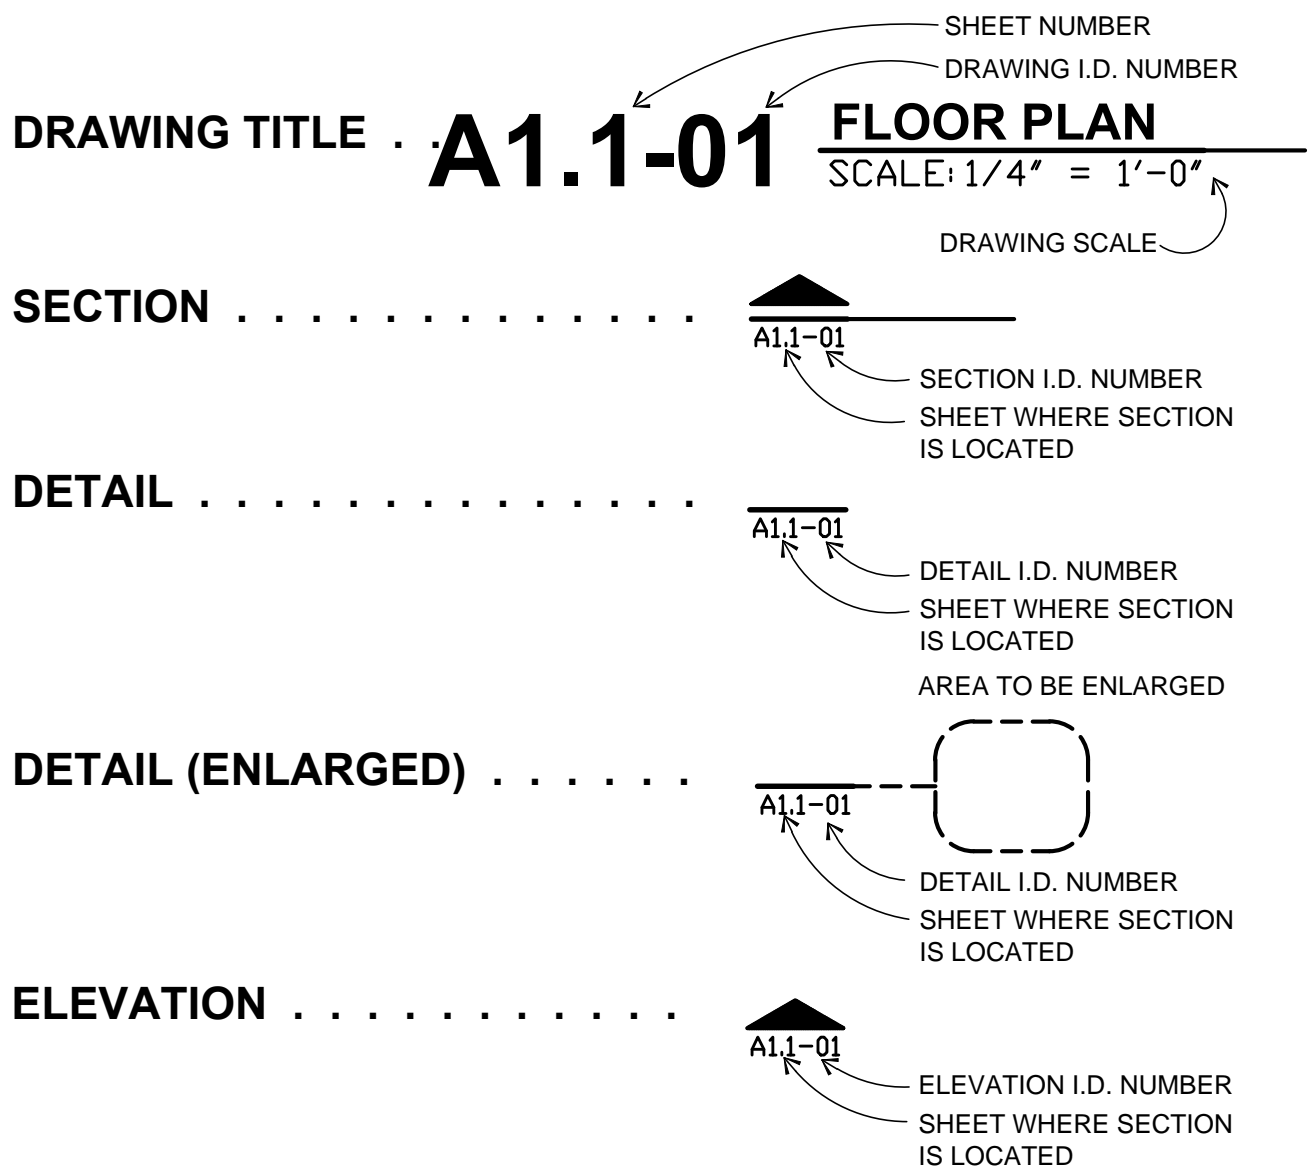 SHEET NUMBER
DRAWING I.D. NUMBER
DRAWING TITLE . . A1.1-01 FLOOR PLAN
SCALE: 1/4" = 1'-0"
DRAWING SCALE
SECTION . . . . . . . . . . . . .
A1.1-01
SECTION I.D. NUMBER
SHEET WHERE SECTION
IS LOCATED
DETAIL . . . . . . . . . . . . . .
A1.1-01
DETAIL I.D. NUMBER
SHEET WHERE SECTION
IS LOCATED
AREA TO BE ENLARGED
DETAIL (ENLARGED) . . . . . .
A1.1-01
DETAIL I.D. NUMBER
SHEET WHERE SECTION
IS LOCATED
ELEVATION . . . . . . . . . . .
A1.1-01
ELEVATION I.D. NUMBER
SHEET WHERE SECTION
IS LOCATED